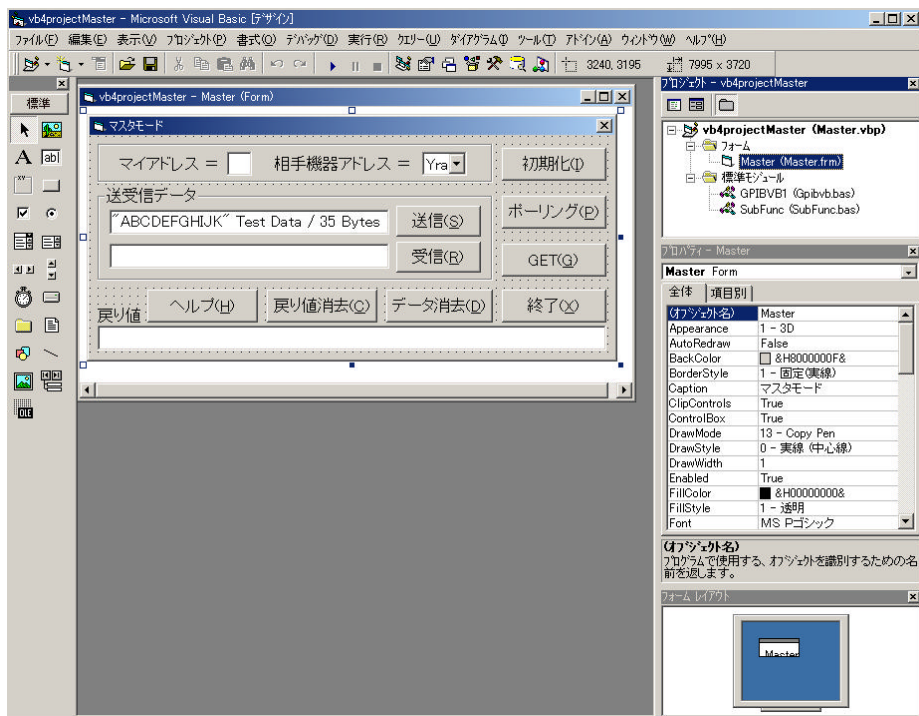 vb4projectMaster - Microsoft Visual Basic [ﾃﾞｻﾞｲﾝ]
ﾌｧｲﾙ(F) 編集(E) 表示(V) ﾌﾟﾛｼﾞｪｸﾄ(P) 書式(O) ﾃﾞﾊﾞｯｸﾞ(D) 実行(R) ｸｴﾘｰ(U) ﾀﾞｲｱｸﾞﾗﾑ(I) ﾂｰﾙ(T) ｱﾄﾞｲﾝ(A) ｳｨﾝﾄﾞｳ(W) ﾍﾙﾌﾟ(H)
3240, 3195 7995 x 3720
標準
A ab|
xy
OLE
vb4projectMaster - Master (Form)
マスタモード
マイアドレス = 相手機器アドレス = Yra
初期化(I)
送受信データ
"ABCDEFGHIJK" Test Data / 35 Bytes
送信(S)
ポーリング(P)
受信(R)
GET(G)
戻り値
ヘルプ(H) 戻り値消去(C) データ消去(D) 終了(X)
ﾌﾟﾛｼﾞｪｸﾄ - vb4projectMaster
vb4projectMaster (Master.vbp)
ﾌｫｰﾑ
Master (Master.frm)
標準ﾓｼﾞｭｰﾙ
GPIBVB1 (Gpibvb.bas)
SubFunc (SubFunc.bas)
ﾌﾟﾛﾊﾟﾃｨ - Master
Master Form
全体 項目別
(ｵﾌﾞｼﾞｪｸﾄ名) Master
Appearance 1 - 3D
AutoRedraw False
BackColor &H8000000F&
BorderStyle 1 - 固定(実線)
Caption マスタモード
ClipControls True
ControlBox True
DrawMode 13 - Copy Pen
DrawStyle 0 - 実線 (中心線)
DrawWidth 1
Enabled True
FillColor &H00000000&
FillStyle 1 - 透明
Font MS Pゴシック
(ｵﾌﾞｼﾞｪｸﾄ名)
ﾌﾟﾛｸﾞﾗﾑで使用する、ｵﾌﾞｼﾞｪｸﾄを識別するための名
前を返します。
ﾌｫｰﾑ ﾚｲｱｳﾄ
Master